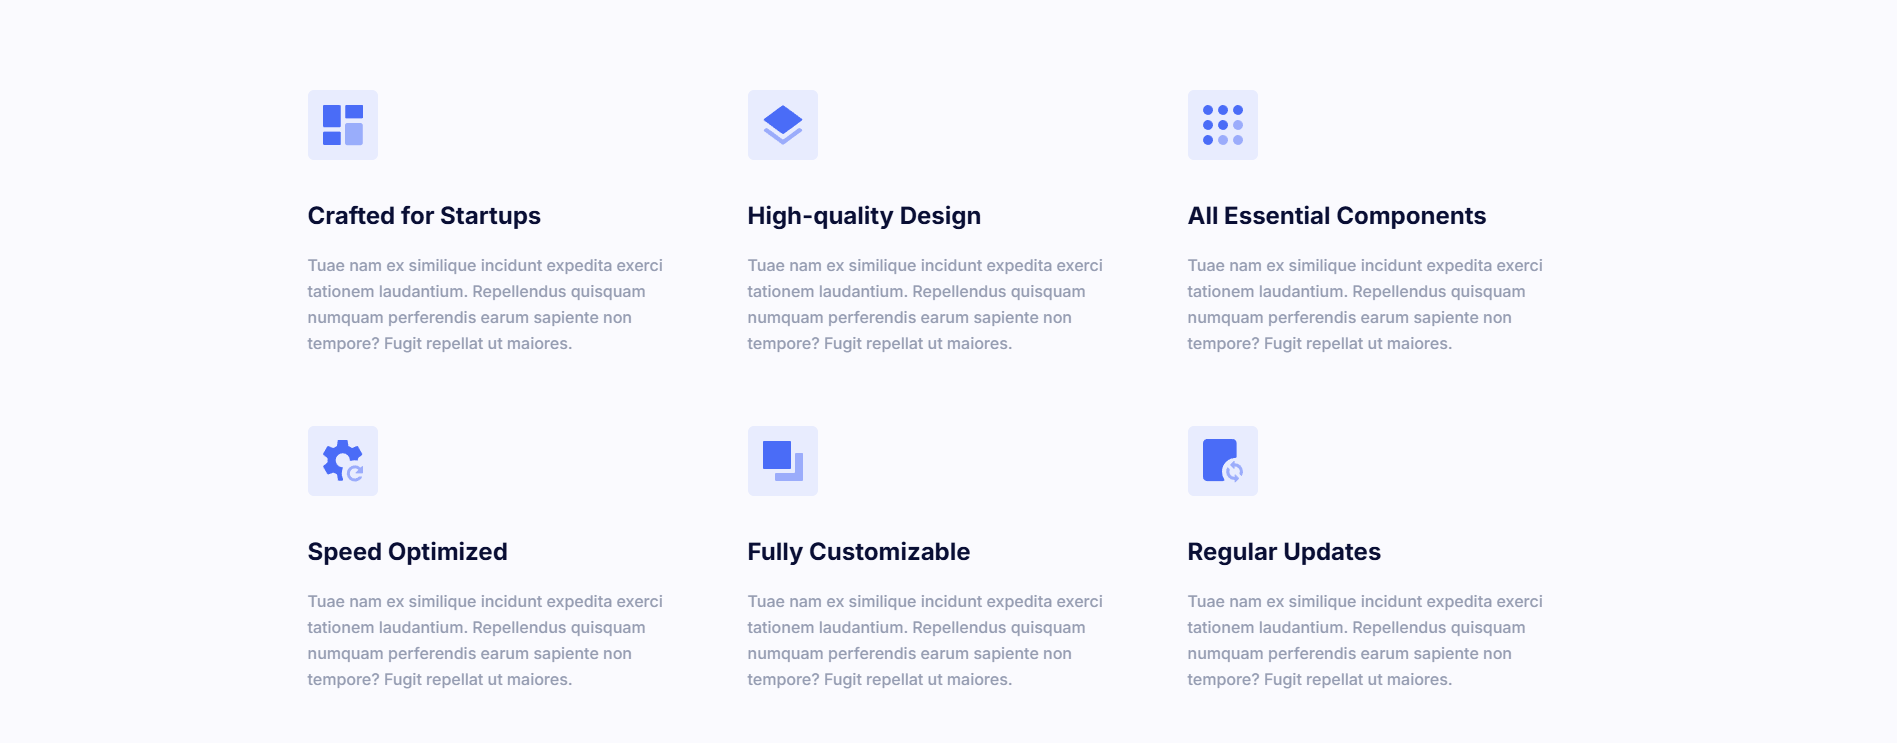 Crafted for Startups
Tuae nam ex similique incidunt expedita exerci
tationem laudantium. Repellendus quisquam
numquam perferendis earum sapiente non
tempore? Fugit repellat ut maiores.
High-quality Design
Tuae nam ex similique incidunt expedita exerci
tationem laudantium. Repellendus quisquam
numquam perferendis earum sapiente non
tempore? Fugit repellat ut maiores.
All Essential Components
Tuae nam ex similique incidunt expedita exerci
tationem laudantium. Repellendus quisquam
numquam perferendis earum sapiente non
tempore? Fugit repellat ut maiores.
Speed Optimized
Tuae nam ex similique incidunt expedita exerci
tationem laudantium. Repellendus quisquam
numquam perferendis earum sapiente non
tempore? Fugit repellat ut maiores.
Fully Customizable
Tuae nam ex similique incidunt expedita exerci
tationem laudantium. Repellendus quisquam
numquam perferendis earum sapiente non
tempore? Fugit repellat ut maiores.
Regular Updates
Tuae nam ex similique incidunt expedita exerci
tationem laudantium. Repellendus quisquam
numquam perferendis earum sapiente non
tempore? Fugit repellat ut maiores.